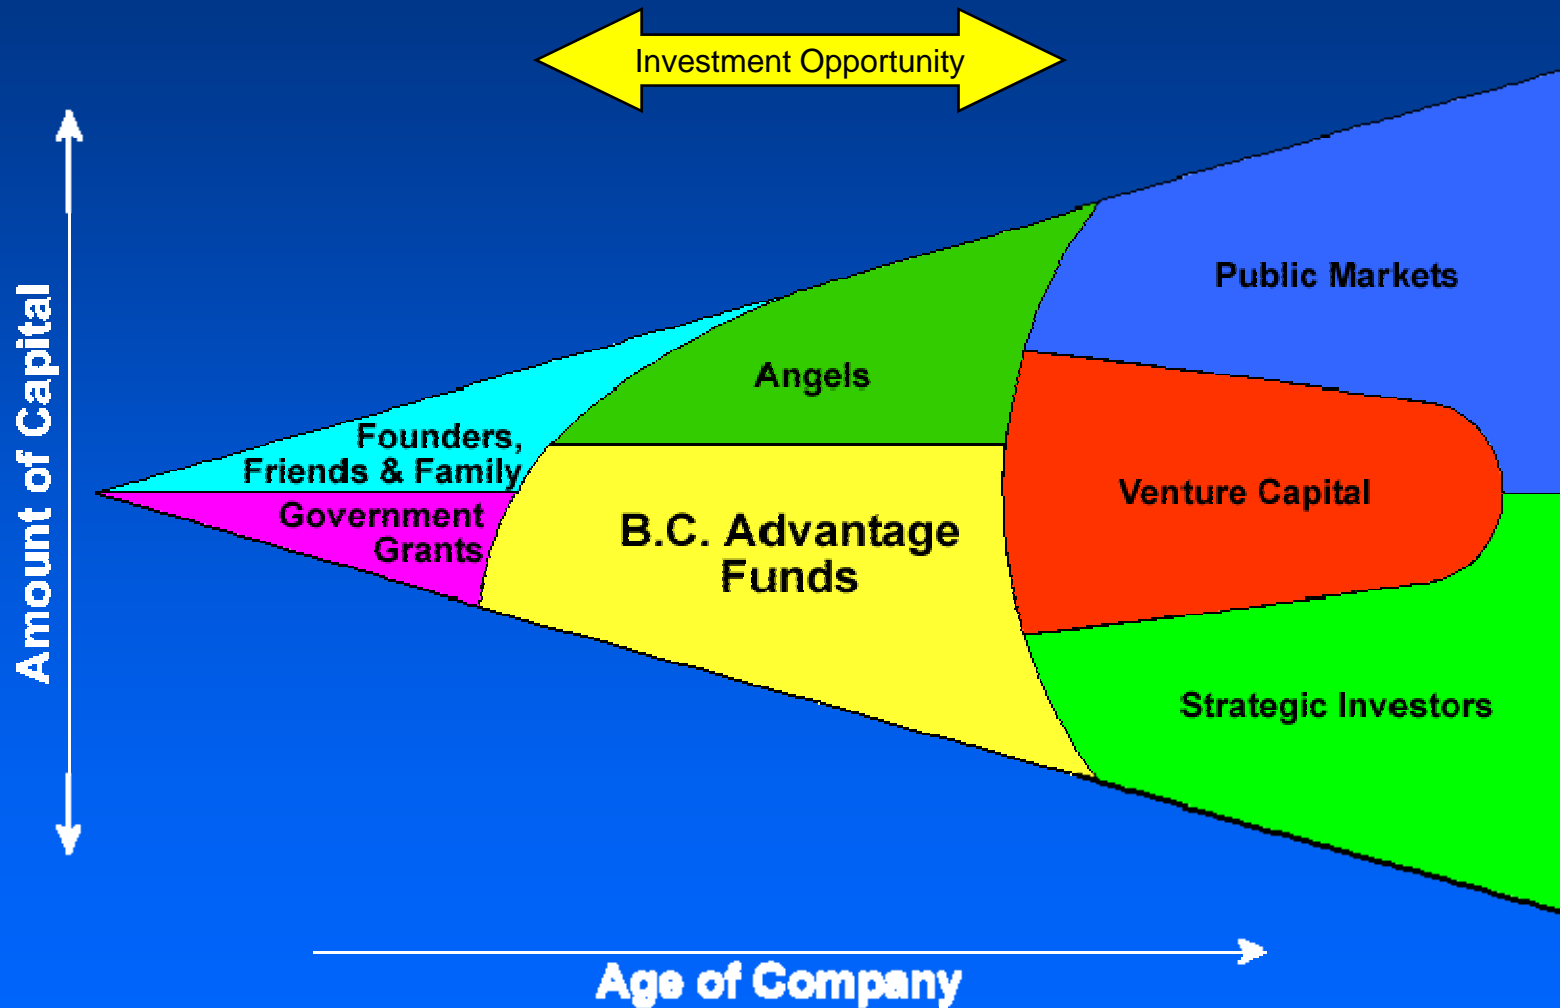 Investment Opportunity
Amount of Capital
Public Markets
Angels
Founders,
Friends & Family
Government
Grants
B.C. Advantage
Funds
Venture Capital
Strategic Investors
Age of Company